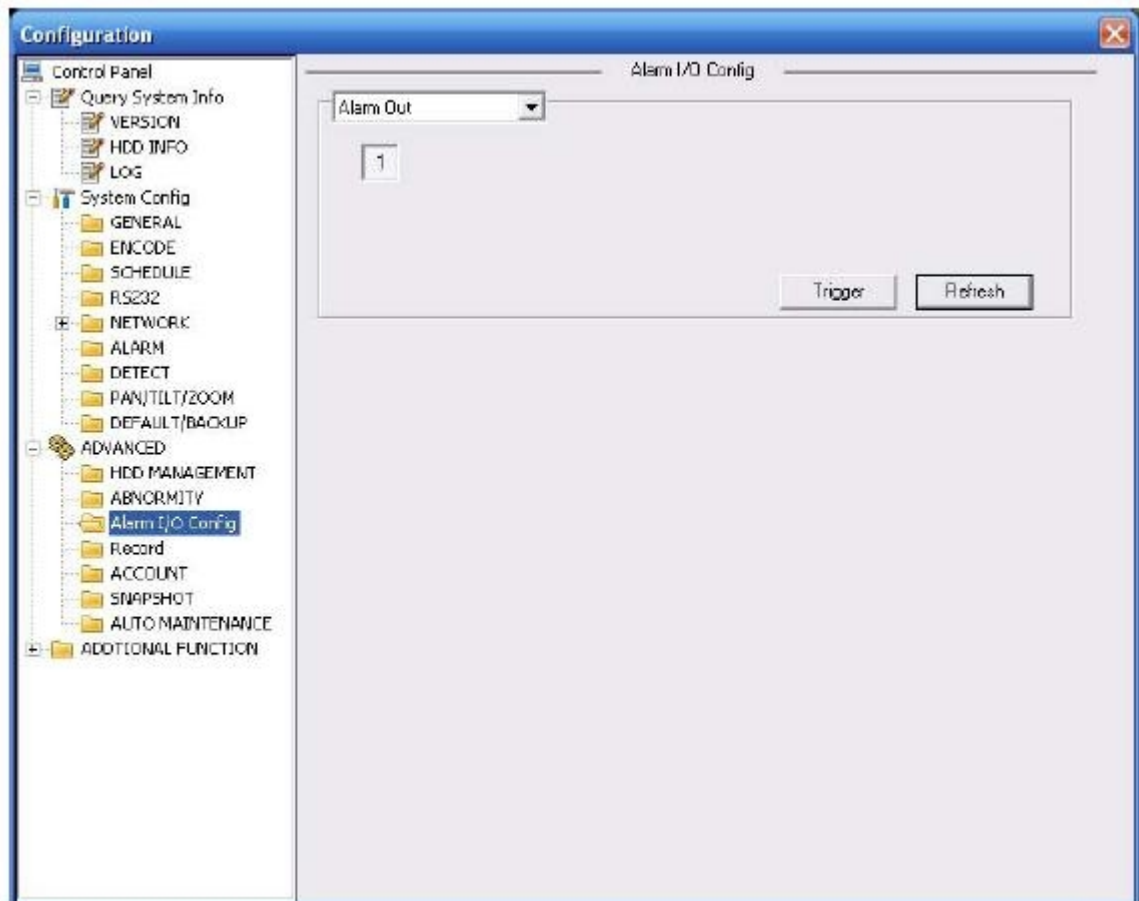 Configuration
Control Panel
Query System Info
VERSION
HDD INFO
LOG
System Config
GENERAL
ENCODE
SCHEDULE
RS232
NETWORK
ALARM
DETECT
PAN/TILT/ZOOM
DEFAULT/BACKUP
ADVANCED
HDD MANAGEMENT
ABNORMITY
Alarm I/O Config
Record
ACCOUNT
SNAPSHOT
AUTO MAINTENANCE
ADDTIONAL FUNCTION
Alarm I/O Config
Alarm Out
1
Trigger
Refresh